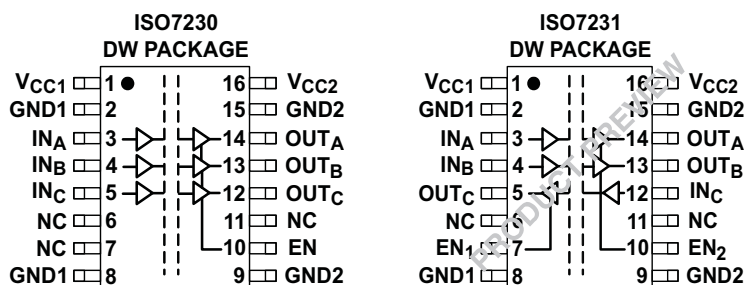 ISO7230
DW PACKAGE
VCC1 1 16 VCC2
GND1 2 15 GND2
INA 3 14 OUTA
INB 4 13 OUTB
INC 5 12 OUTC
NC 6 11 NC
NC 7 10 EN
GND1 8 9 GND2
ISO7231
DW PACKAGE
VCC1 1 16 VCC2
GND1 2 15 GND2
INA 3 14 OUTA
INB 4 13 OUTB
OUTC 5 12 INC
NC 6 11 NC
EN1 7 10 EN2
GND1 8 9 GND2
PRODUCT PREVIEW